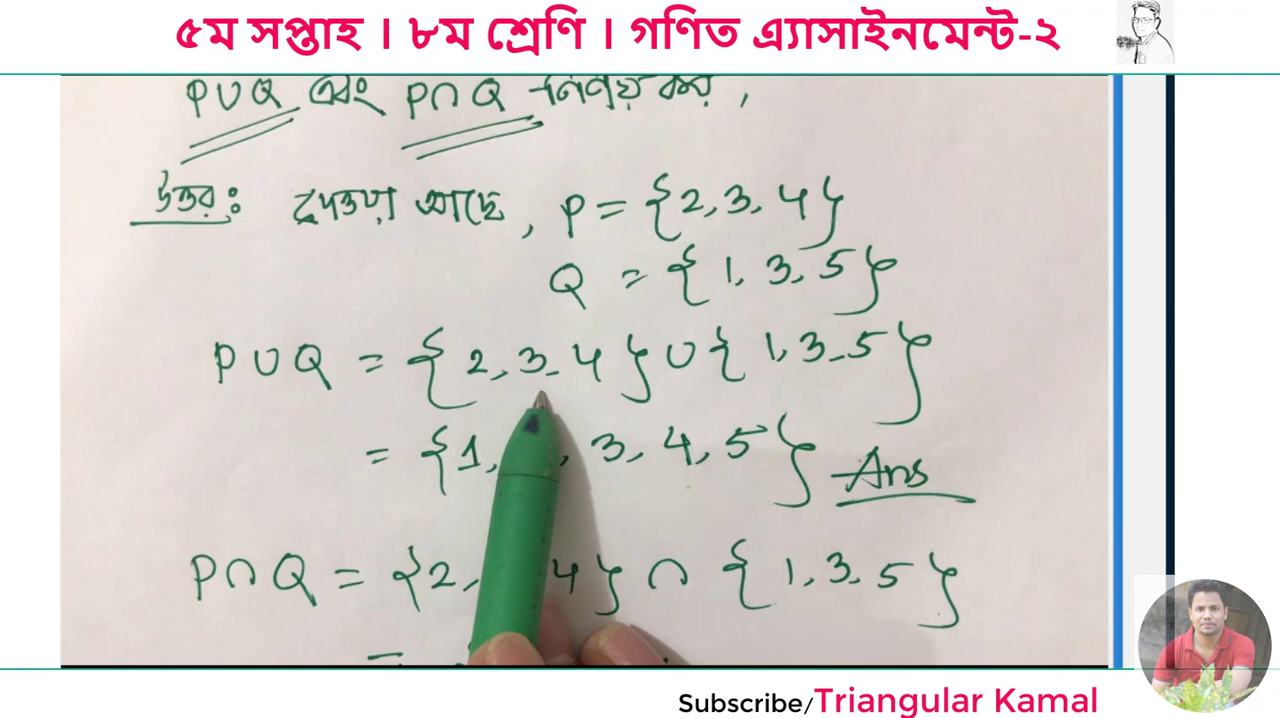 ৫ম সপ্তাহ । ৮ম শ্রেণি । গণিত এ্যাসাইনমেন্ট-২
P∪Q এবং P∩Q নির্ণয় কর,
উত্তরঃ দেওয়া আছে, P = {2, 3, 4}
Q = {1, 3, 5}
P∪Q = {2, 3, 4} ∪ {1, 3, 5}
= {1, , 3, 4, 5} Ans
P∩Q = {2, 4} ∩ {1, 3, 5}
=
Subscribe/Triangular Kamal